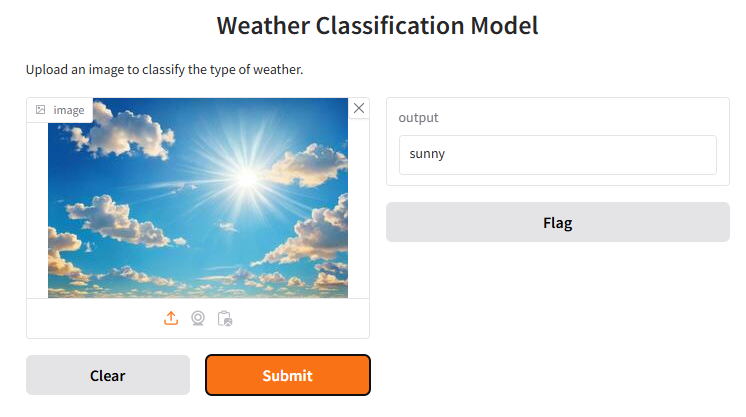 Weather Classification Model
Upload an image to classify the type of weather.
image
output
sunny
Flag
Clear
Submit